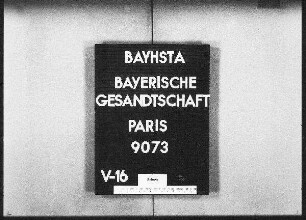 BAYHSTA
BAYERISCHE
GESANDTSCHAFT
PARIS
9073
V-16